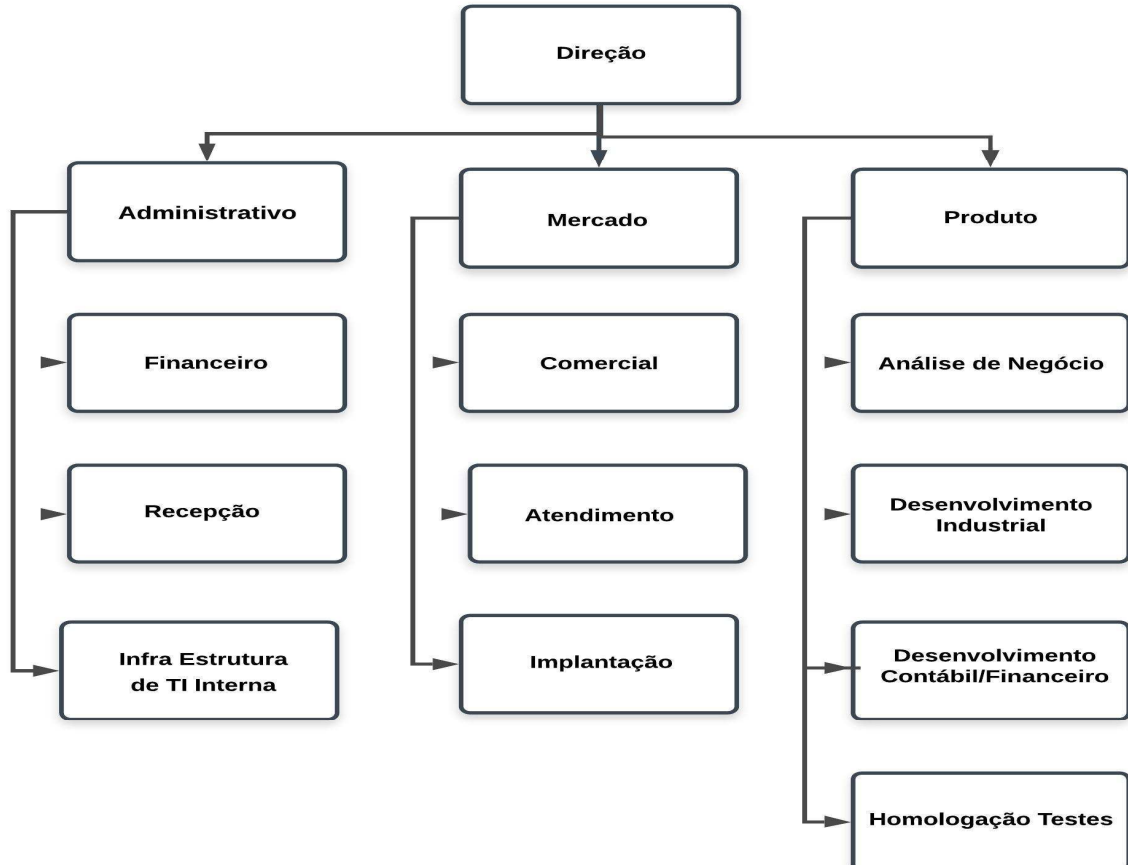 Direção
Administrativo
Mercado
Produto
Financeiro
Comercial
Análise de Negócio
Recepção
Atendimento
Desenvolvimento
Industrial
Infra Estrutura
de TI Interna
Implantação
Desenvolvimento
Contábil/Financeiro
Homologação Testes